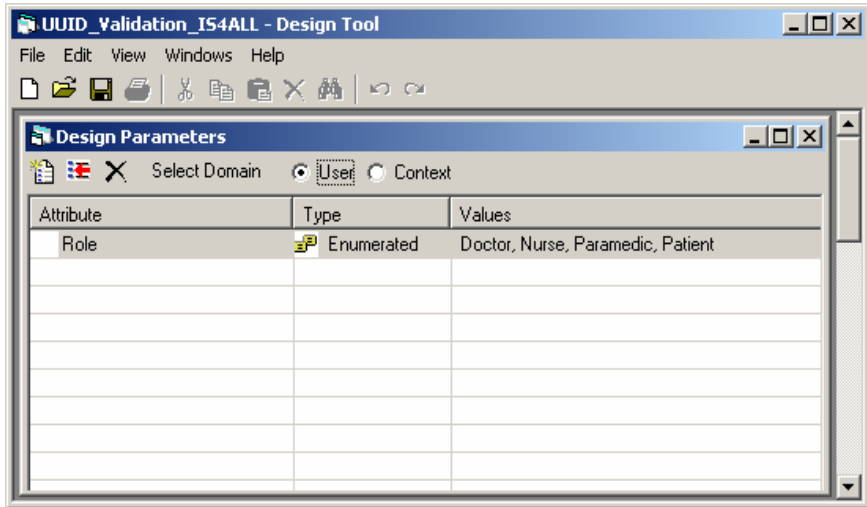 UUID_Validation_IS4ALL - Design Tool
File Edit View Windows Help
Design Parameters
Select Domain User Context
Attribute Type Values
Role Enumerated Doctor, Nurse, Paramedic, Patient